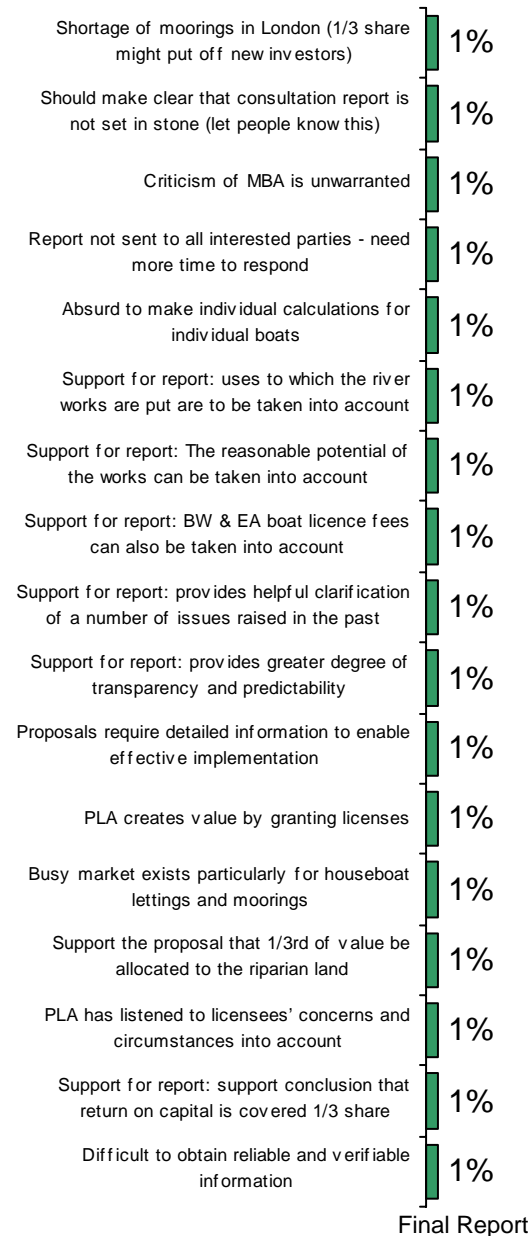 Shortage of moorings in London (1/3 share
might put off new investors)
1%
Should make clear that consultation report is
not set in stone (let people know this)
1%
Criticism of MBA is unwarranted
1%
Report not sent to all interested parties - need
more time to respond
1%
Absurd to make individual calculations for
individual boats
1%
Support for report: uses to which the river
works are put are to be taken into account
1%
Support for report: The reasonable potential of
the works can be taken into account
1%
Support for report: BW & EA boat licence fees
can also be taken into account
1%
Support for report: provides helpful clarification
of a number of issues raised in the past
1%
Support for report: provides greater degree of
transparency and predictability
1%
Proposals require detailed information to enable
effective implementation
1%
PLA creates value by granting licenses
1%
Busy market exists particularly for houseboat
lettings and moorings
1%
Support the proposal that 1/3rd of value be
allocated to the riparian land
1%
PLA has listened to licensees’ concerns and
circumstances into account
1%
Support for report: support conclusion that
return on capital is covered 1/3 share
1%
Difficult to obtain reliable and verifiable
information
1%
Final Report